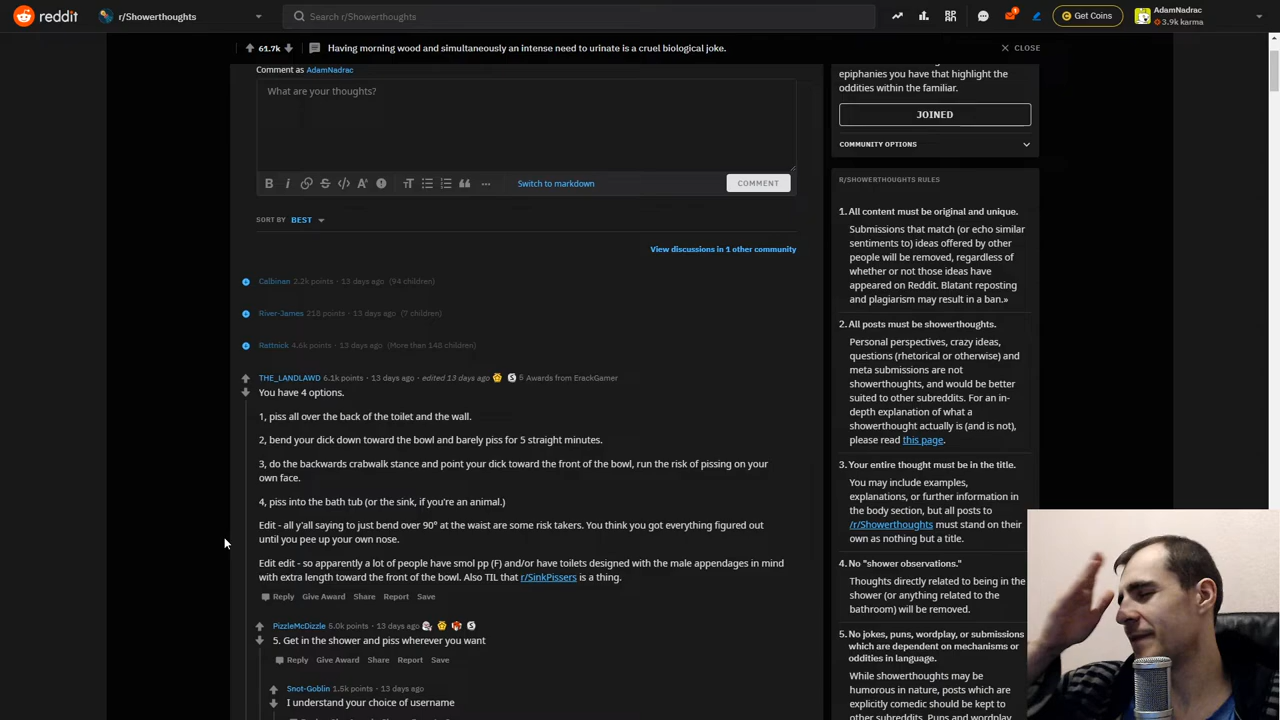 reddit
r/Showerthoughts
Search r/Showerthoughts
Get Coins
AdamNadrac
3.9k karma
61.7k
Having morning wood and simultaneously an intense need to urinate is a cruel biological joke.
CLOSE
Comment as AdamNadrac
What are your thoughts?
Switch to markdown
COMMENT
SORT BY BEST
View discussions in 1 other community
Calbinan 2.2k points · 13 days ago (94 children)
River-James 218 points · 13 days ago (7 children)
Rattnick 4.6k points · 13 days ago (More than 148 children)
THE_LANDLAWD 6.1k points · 13 days ago · edited 13 days ago 5 Awards from ErackGamer
You have 4 options.
1, piss all over the back of the toilet and the wall.
2, bend your dick down toward the bowl and barely piss for 5 straight minutes.
3, do the backwards crabwalk stance and point your dick toward the front of the bowl, run the risk of pissing on your
own face.
4, piss into the bath tub (or the sink, if you're an animal.)
Edit - all y'all saying to just bend over 90° at the waist are some risk takers. You think you got everything figured out
until you pee up your own nose.
Edit edit - so apparently a lot of people have smol pp (F) and/or have toilets designed with the male appendages in mind
with extra length toward the front of the bowl. Also TIL that r/SinkPissers is a thing.
Reply Give Award Share Report Save
PizzleMcDizzle 5.0k points · 13 days ago
5. Get in the shower and piss wherever you want
Reply Give Award Share Report Save
Snot-Goblin 1.5k points · 13 days ago
I understand your choice of username
epiphanies you have that highlight the
oddities within the familiar.
JOINED
COMMUNITY OPTIONS
R/SHOWERTHOUGHTS RULES
1. All content must be original and unique.
Submissions that match (or echo similar
sentiments to) ideas offered by other
people will be removed, regardless of
whether or not those ideas have
appeared on Reddit. Blatant reposting
and plagiarism may result in a ban.»
2. All posts must be showerthoughts.
Personal perspectives, crazy ideas,
questions (rhetorical or otherwise) and
meta submissions are not
showerthoughts, and would be better
suited to other subreddits. For an in-
depth explanation of what a
showerthought actually is (and is not),
please read this page.
3. Your entire thought must be in the title.
You may include examples,
explanations, or further information in
the body section, but all posts to
/r/Showerthoughts must stand on their
own as nothing but a title.
4. No "shower observations."
Thoughts directly related to being in the
shower (or anything related to the
bathroom) will be removed.
5. No jokes, puns, wordplay, or submissions
which are dependent on mechanisms or
oddities in language.
While showerthoughts may be
humorous in nature, posts which are
explicitly comedic should be kept to
other subreddits. Puns and wordplay